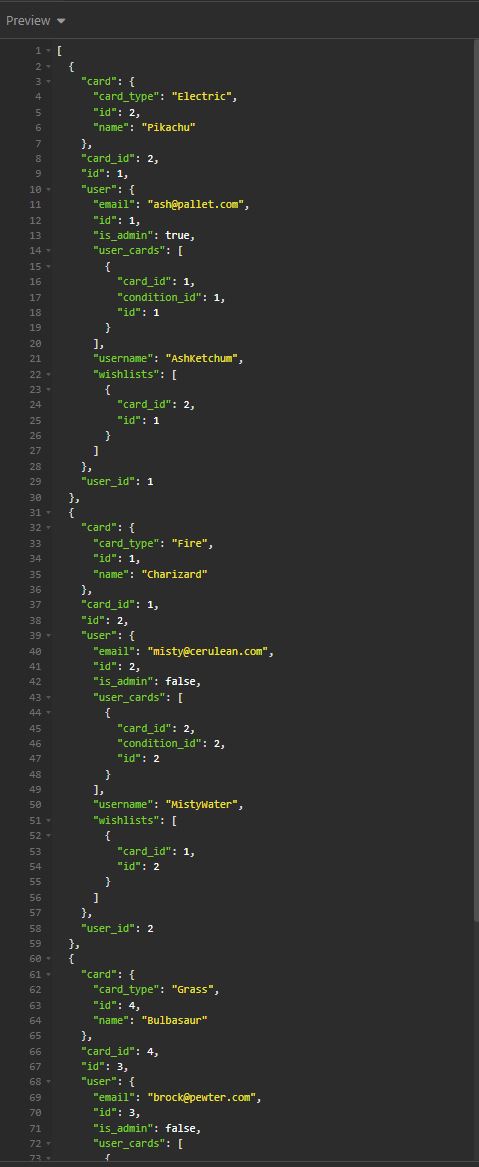 Preview
1 [
2 {
3 "card": {
4 "card_type": "Electric",
5 "id": 2,
6 "name": "Pikachu"
7 },
8 "card_id": 2,
9 "id": 1,
10 "user": {
11 "email": "ash@pallet.com",
12 "id": 1,
13 "is_admin": true,
14 "user_cards": [
15 {
16 "card_id": 1,
17 "condition_id": 1,
18 "id": 1
19 }
20 ],
21 "username": "AshKetchum",
22 "wishlists": [
23 {
24 "card_id": 2,
25 "id": 1
26 }
27 ]
28 },
29 "user_id": 1
30 },
31 {
32 "card": {
33 "card_type": "Fire",
34 "id": 1,
35 "name": "Charizard"
36 },
37 "card_id": 1,
38 "id": 2,
39 "user": {
40 "email": "misty@cerulean.com",
41 "id": 2,
42 "is_admin": false,
43 "user_cards": [
44 {
45 "card_id": 2,
46 "condition_id": 2,
47 "id": 2
48 }
49 ],
50 "username": "MistyWater",
51 "wishlists": [
52 {
53 "card_id": 1,
54 "id": 2
55 }
56 ]
57 },
58 "user_id": 2
59 },
60 {
61 "card": {
62 "card_type": "Grass",
63 "id": 4,
64 "name": "Bulbasaur"
65 },
66 "card_id": 4,
67 "id": 3,
68 "user": {
69 "email": "brock@pewter.com",
70 "id": 3,
71 "is_admin": false,
72 "user_cards": [
73 {